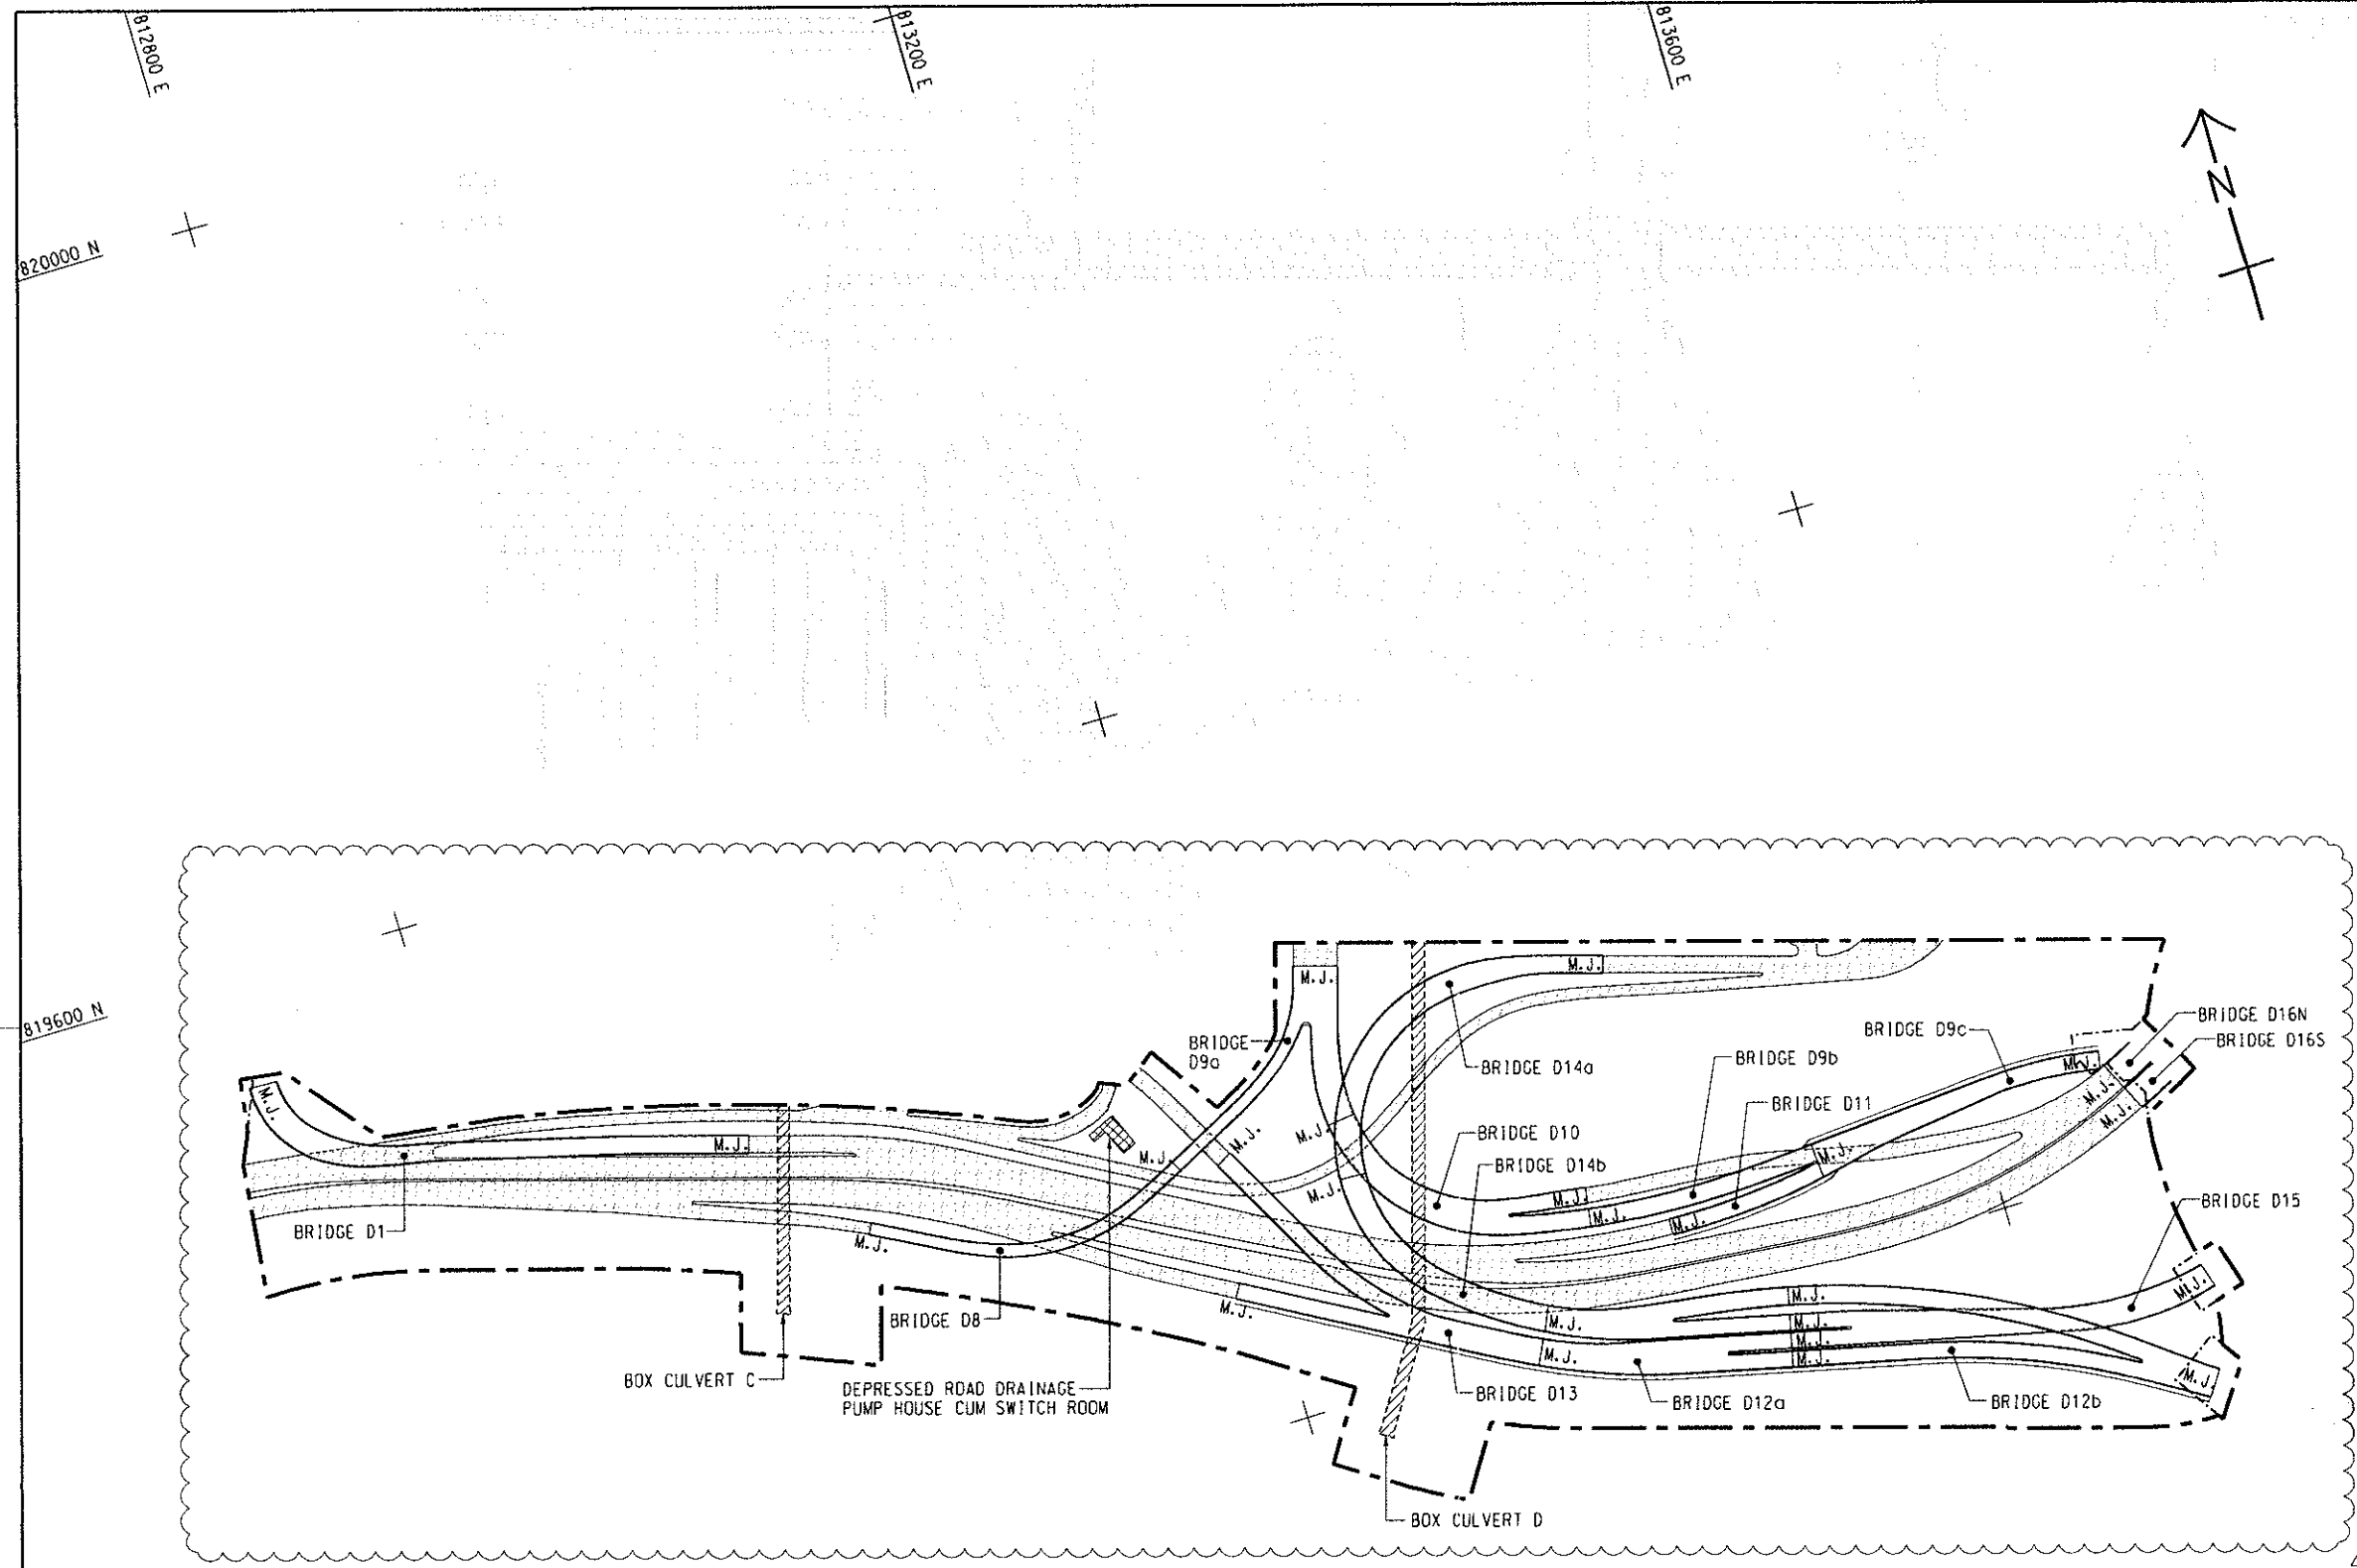 812800 E
813200 E
813600 E
N
820000 N
819600 N
BRIDGE D16N
BRIDGE D9c
BRIDGE D16S
BRIDGE
D9a
M.J.
M.J.
BRIDGE D9b
BRIDGE D14a
M.J.
M.J.
M.J.
M.J.
BRIDGE D11
M.J.
BRIDGE D10
M.J.
M.J.
M.J.
M.J.
BRIDGE D14b
M.J.
M.J.
M.J.
M.J.
BRIDGE D15
BRIDGE D1
M.J.
M.J.
M.J.
M.J.
BRIDGE D8
M.J.
M.J.
M.J.
M.J.
M.J.
M.J.
BOX CULVERT C
DEPRESSED ROAD DRAINAGE
PUMP HOUSE CUM SWITCH ROOM
BRIDGE D13
BRIDGE D12a
BRIDGE D12b
BOX CULVERT D